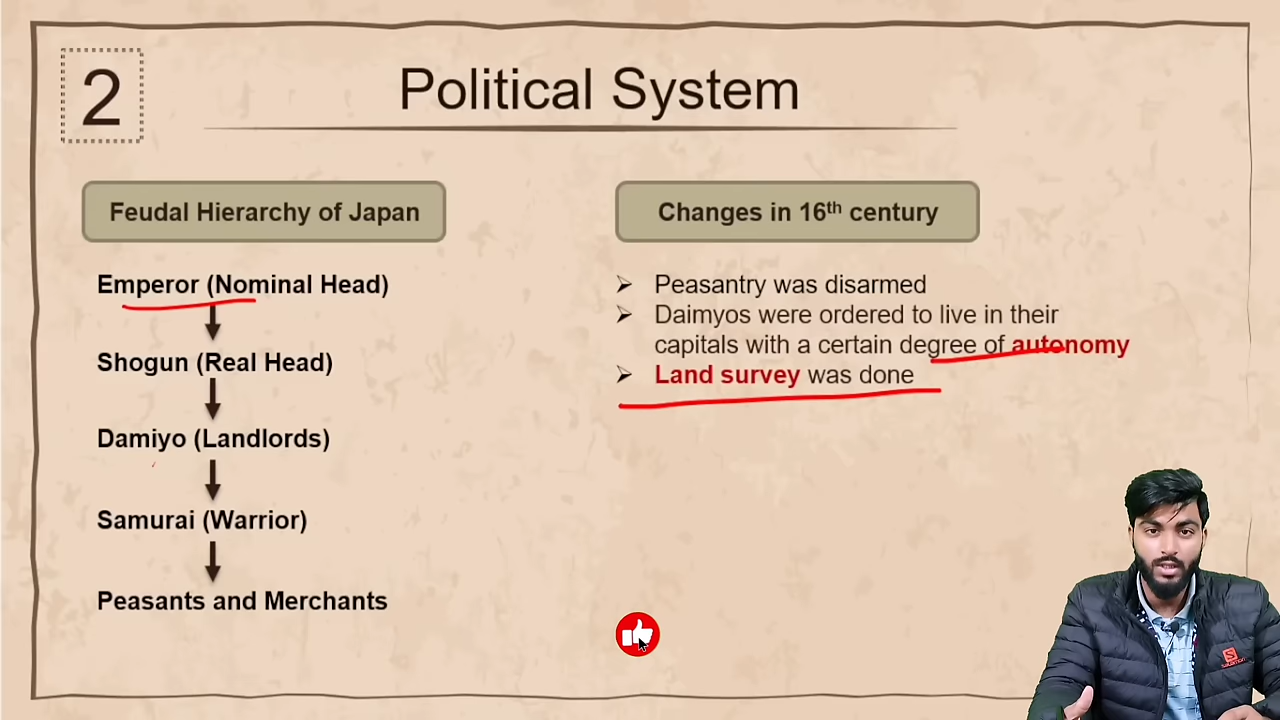 2
Political System
Feudal Hierarchy of Japan
Emperor (Nominal Head)
Shogun (Real Head)
Damiyo (Landlords)
Samurai (Warrior)
Peasants and Merchants
Changes in 16th century
Peasantry was disarmed
Daimyos were ordered to live in their
capitals with a certain degree of autonomy
Land survey was done